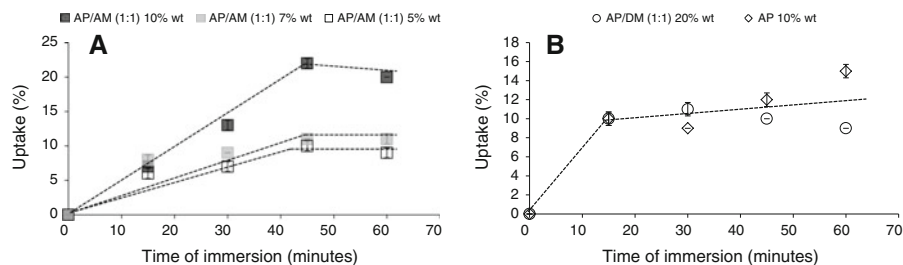 AP/AM (1:1) 10% wt AP/AM (1:1) 7% wt AP/AM (1:1) 5% wt
A
Uptake (%)
25
20
15
10
5
0
0 10 20 30 40 50 60 70
Time of immersion (minutes)
AP/DM (1:1) 20% wt AP 10% wt
B
Uptake (%)
18
16
14
12
10
8
6
4
2
0
0 10 20 30 40 50 60 70
Time of immersion (minutes)